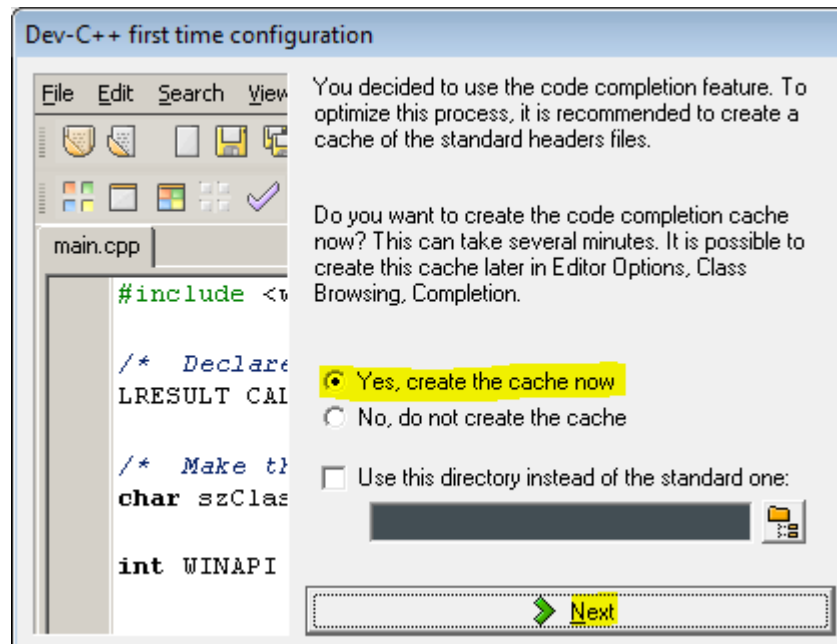 Dev-C++ first time configuration
File Edit Search View
main.cpp
#include <w
/* Declare
LRESULT CAL
/* Make th
char szClas
int WINAPI
You decided to use the code completion feature. To
optimize this process, it is recommended to create a
cache of the standard headers files.
Do you want to create the code completion cache
now? This can take several minutes. It is possible to
create this cache later in Editor Options, Class
Browsing, Completion.
Yes, create the cache now
No, do not create the cache
Use this directory instead of the standard one:
Next